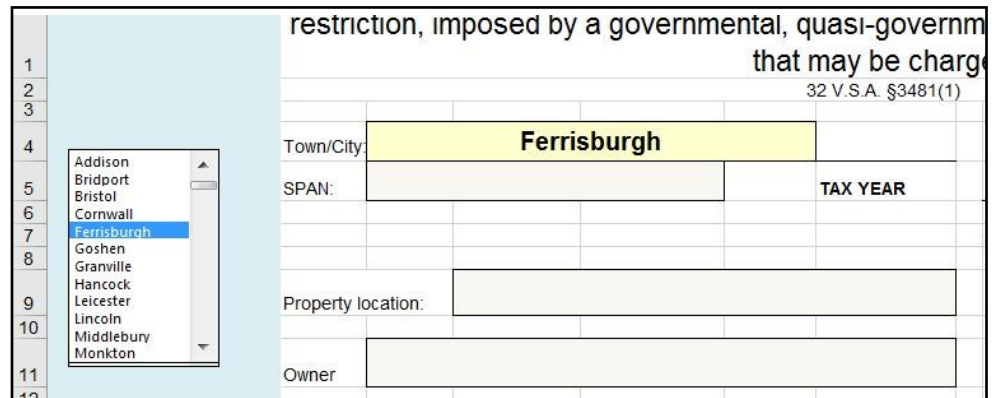 restriction, imposed by a governmental, quasi-governm
1 that may be charge
2 32 V.S.A. §3481(1)
3
4 Town/City: Ferrisburgh
Addison
Bridport
5 SPAN: TAX YEAR
Bristol
6 Cornwall
7 Ferrisburgh
8 Goshen
Granville
Hancock
9 Leicester Property location:
Lincoln
10 Middlebury
Monkton
11 Owner
12